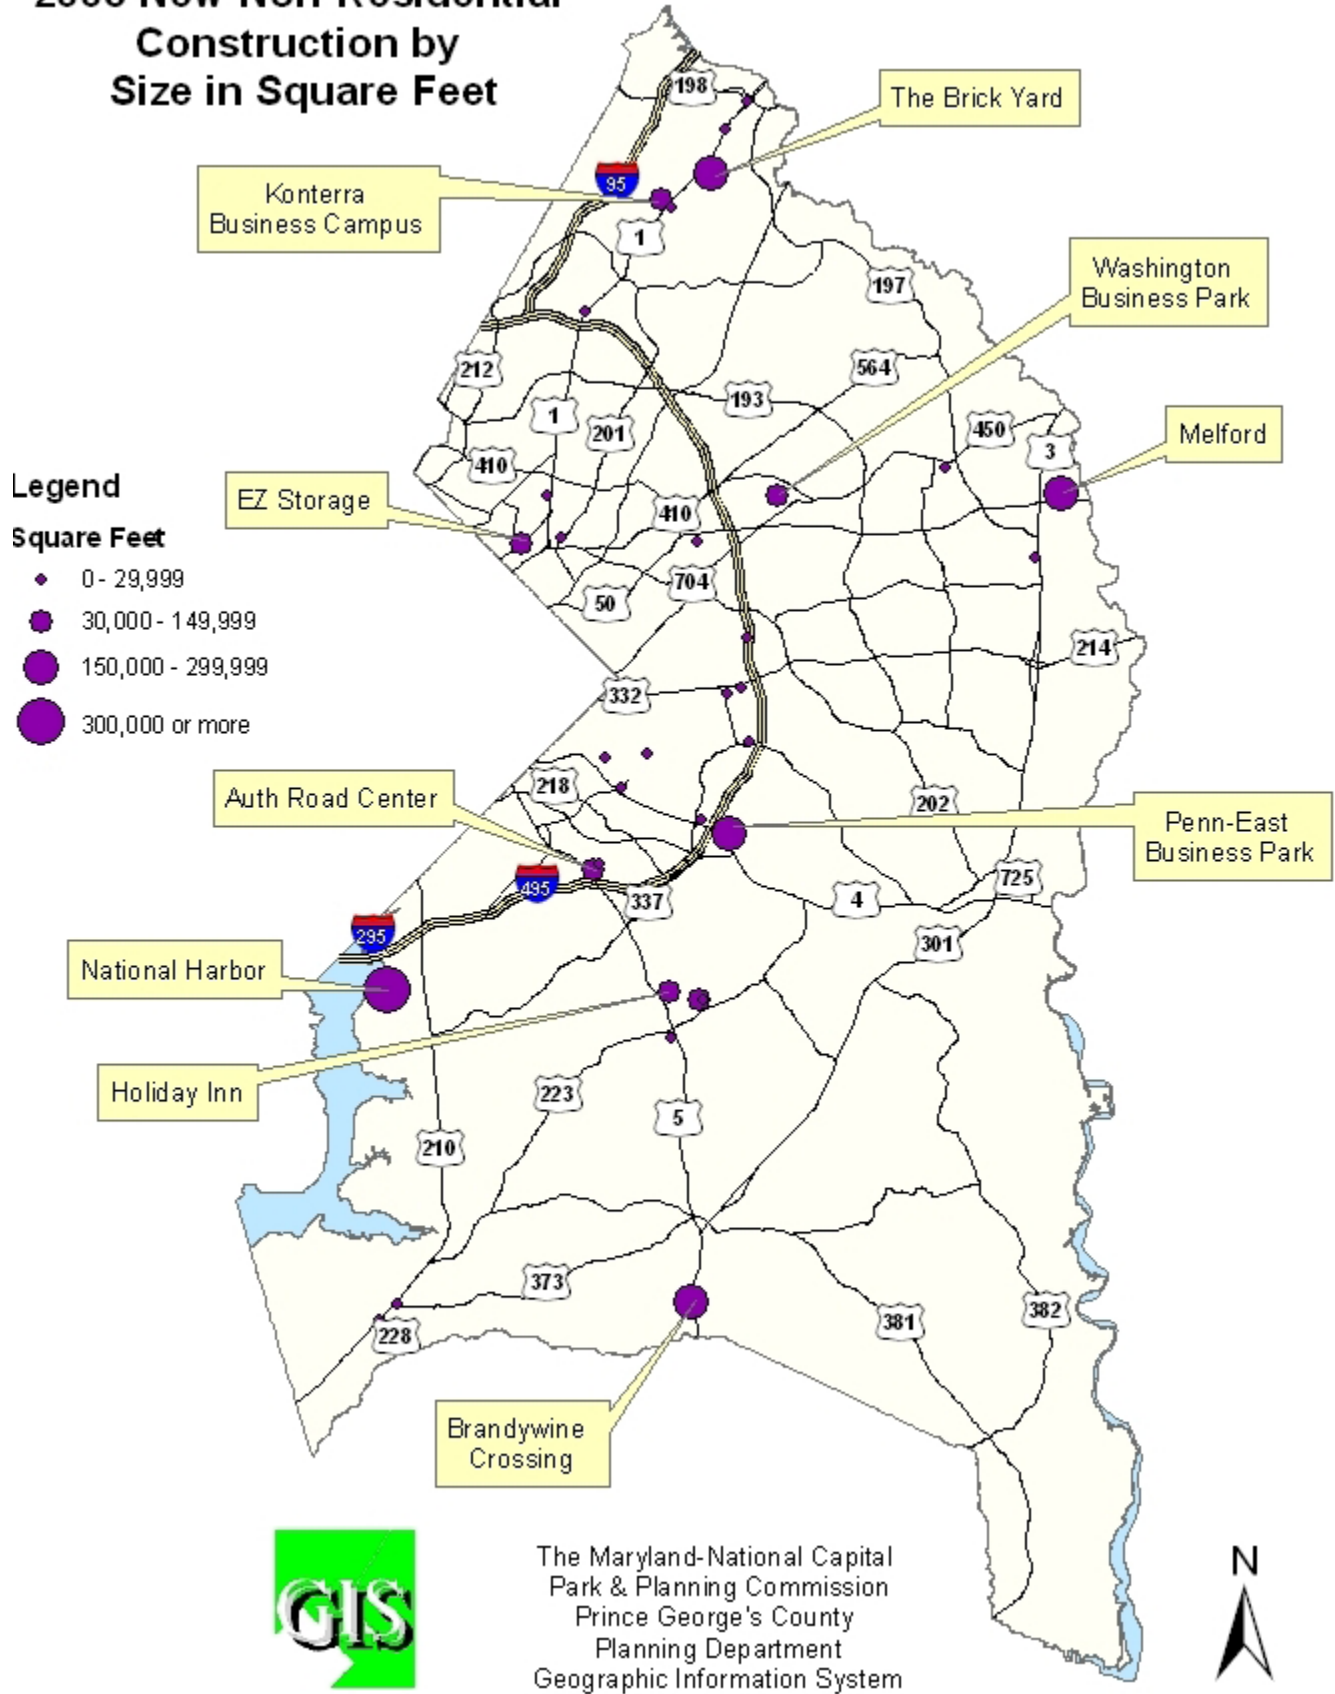 Construction by
Size in Square Feet
198
The Brick Yard
95
Konterra
Business Campus
1
Washington
Business Park
197
212
564
193
1
201
450
Melford
3
410
Legend
EZ Storage
410
Square Feet
0 - 29,999
704
50
30,000 - 149,999
214
150,000 - 299,999
332
300,000 or more
218
Auth Road Center
202
Penn-East
Business Park
495
725
337
4
295
301
National Harbor
Holiday Inn
223
5
210
373
382
381
228
Brandywine
Crossing
GIS
The Maryland-National Capital
Park & Planning Commission
Prince George's County
Planning Department
Geographic Information System
N